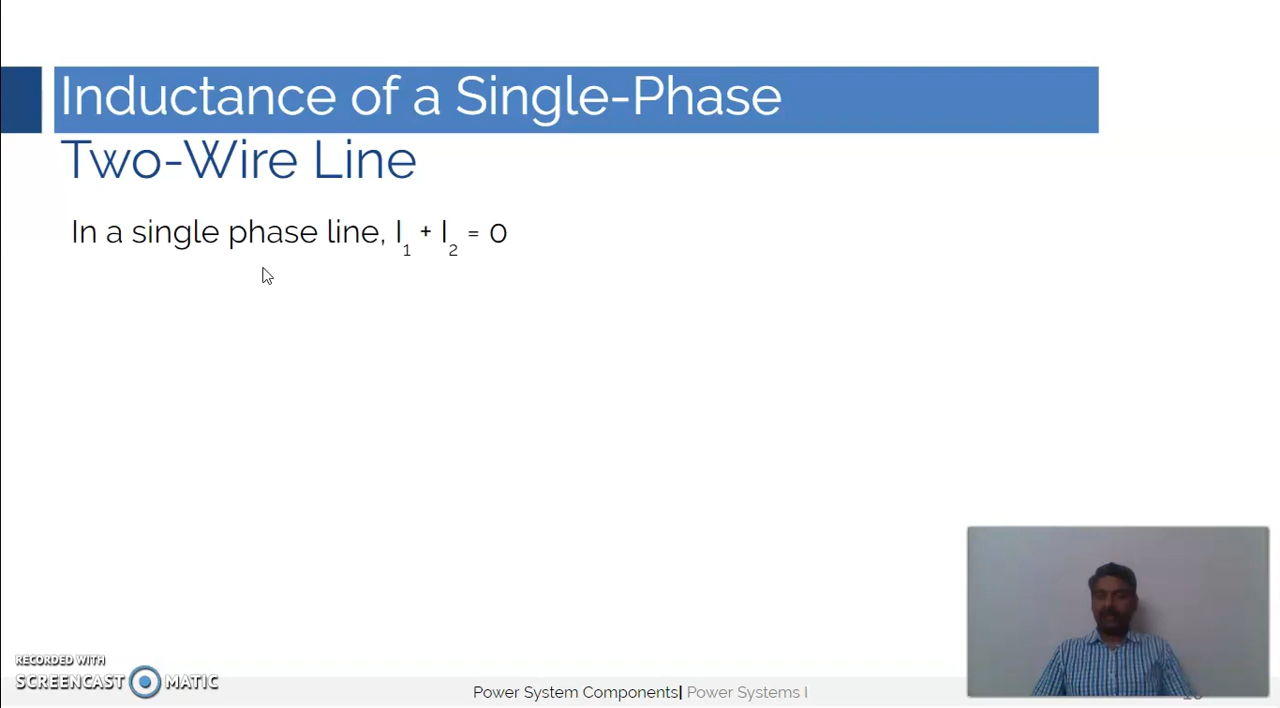 Inductance of a Single-Phase
Two-Wire Line
In a single phase line, I₁ + I₂ = 0
RECORDED WITH
SCREENCAST MATIC
Power System Components| Power Systems I